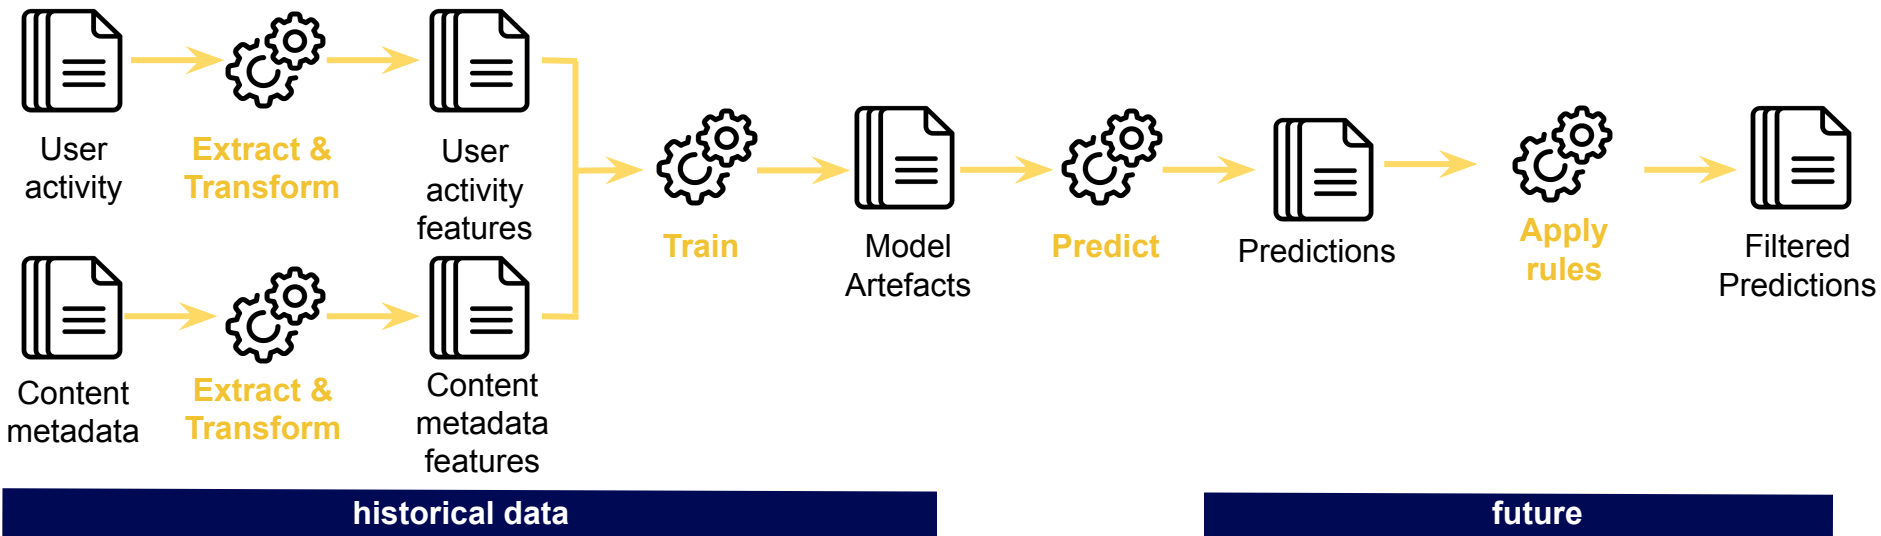 User
activity
Extract &
Transform
User
activity
features
Content
metadata
Extract &
Transform
Content
metadata
features
Train
Model
Artefacts
Predict
Predictions
Apply
rules
Filtered
Predictions
historical data
future